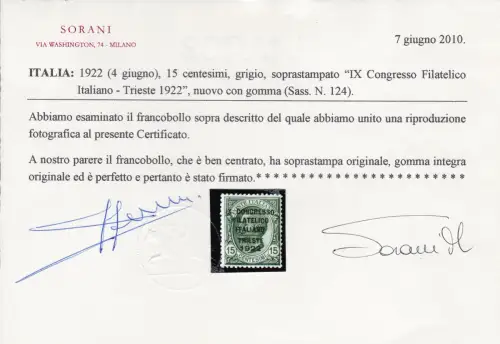 SORANI
VIA WASHINGTON, 74 - MILANO
7 giugno 2010.
ITALIA: 1922 (4 giugno), 15 centesimi, grigio, soprastampato “IX Congresso Filatelico
Italiano - Trieste 1922”, nuovo con gomma (Sass. N. 124).
Abbiamo esaminato il francobollo sopra descritto del quale abbiamo unito una riproduzione
fotografica al presente Certificato.
A nostro parere il francobollo, che è ben centrato, ha soprastampa originale, gomma integra
originale ed è perfetto e pertanto è stato firmato. * * * * * * * * * * * * * * * * * * * * * * * *
IX CONGRESSO
FILATELICO
ITALIANO
TRIESTE
1922
15 15
Sorani